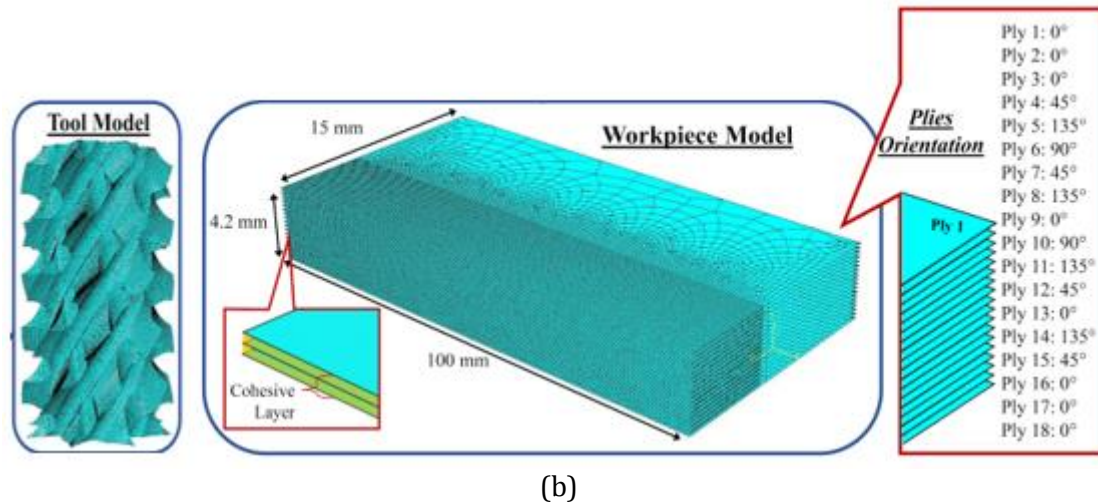 Tool Model
15 mm
Workpiece Model
4.2 mm
100 mm
Cohesive
Layer
Plies
Orientation
Ply 1
Ply 1: 0°
Ply 2: 0°
Ply 3: 0°
Ply 4: 45°
Ply 5: 135°
Ply 6: 90°
Ply 7: 45°
Ply 8: 135°
Ply 9: 0°
Ply 10: 90°
Ply 11: 135°
Ply 12: 45°
Ply 13: 0°
Ply 14: 135°
Ply 15: 45°
Ply 16: 0°
Ply 17: 0°
Ply 18: 0°
(b)